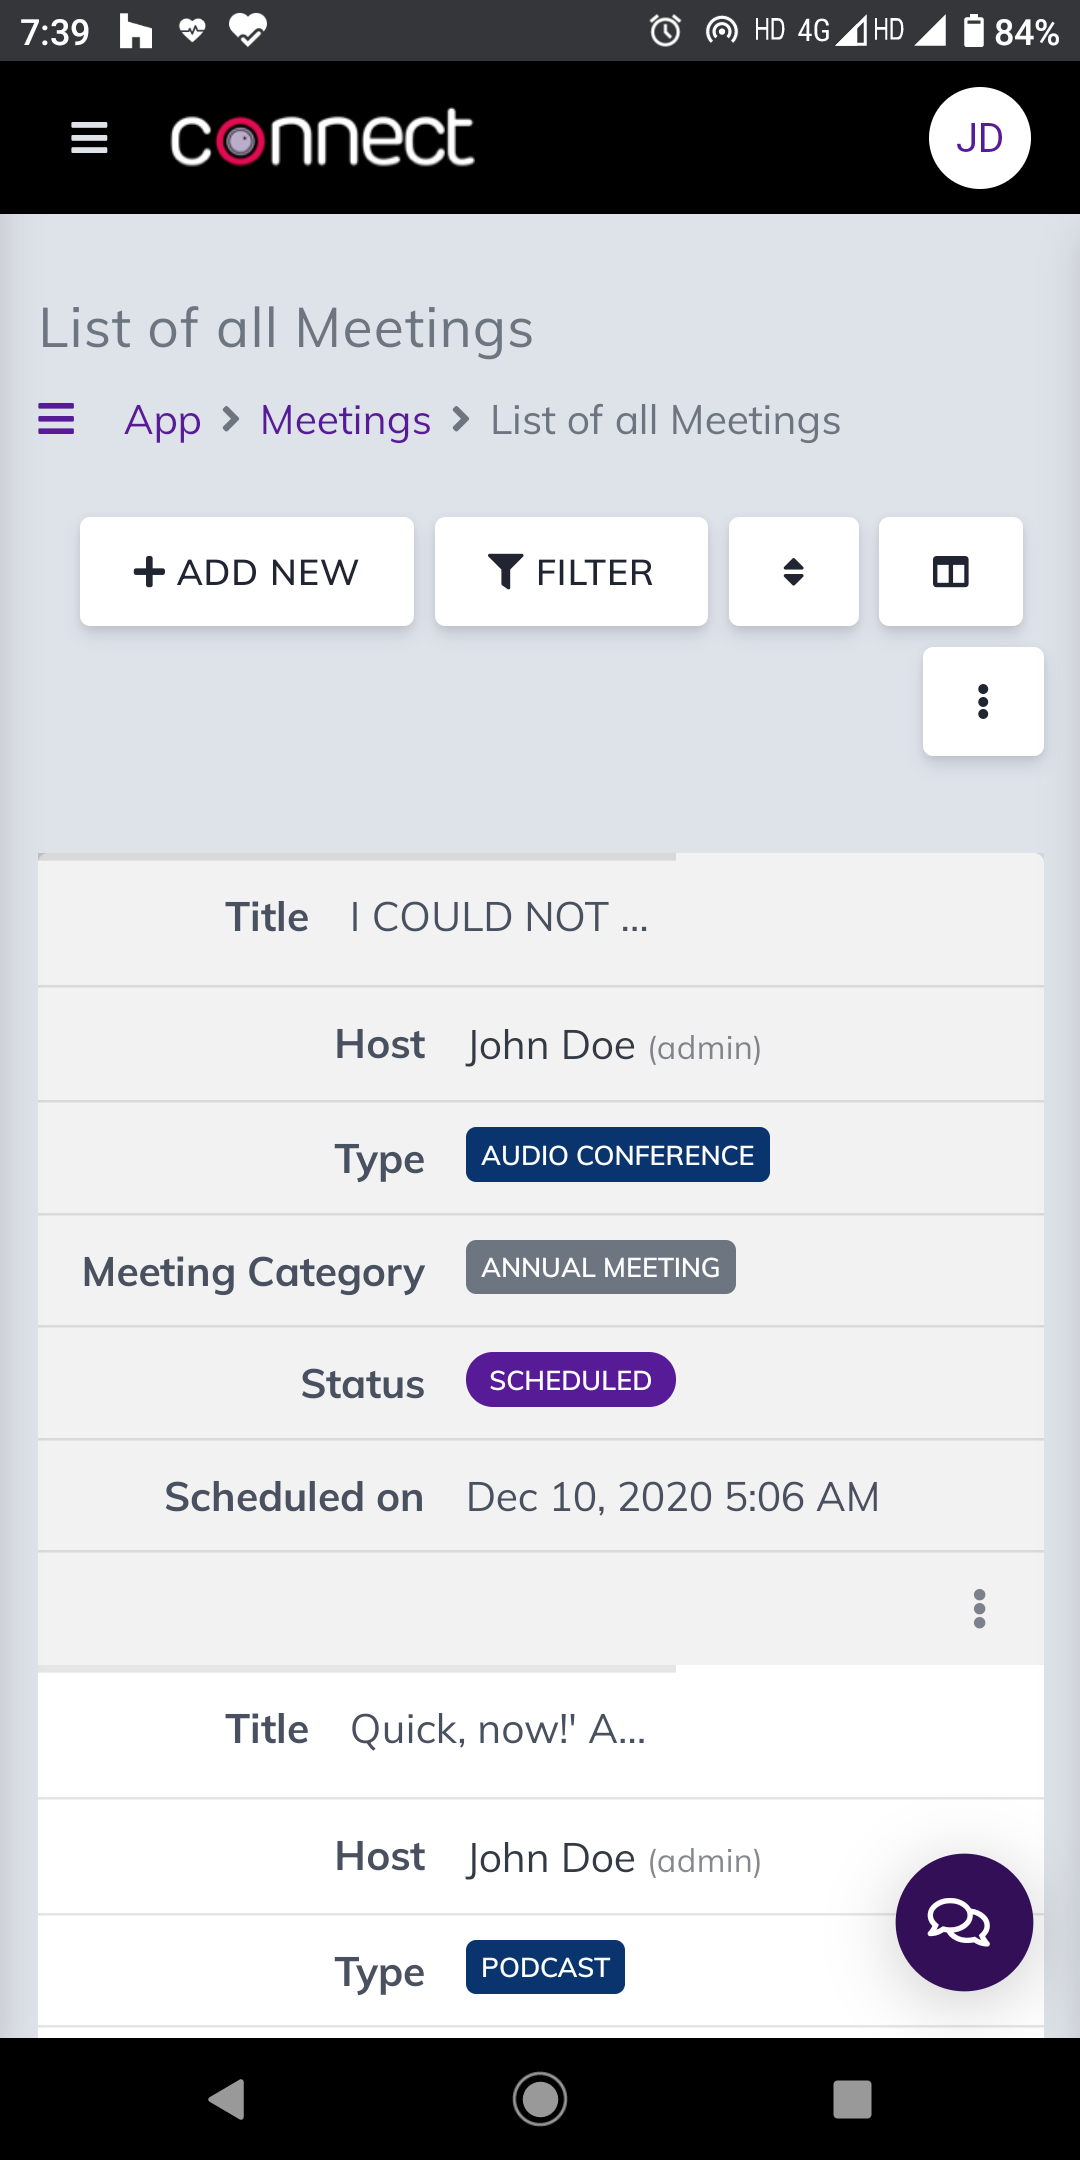 7:39 HD 4G HD 84%
connect JD
List of all Meetings
App Meetings List of all Meetings
ADD NEW FILTER
Title I COULD NOT ...
Host John Doe (admin)
Type AUDIO CONFERENCE
Meeting Category ANNUAL MEETING
Status SCHEDULED
Scheduled on Dec 10, 2020 5:06 AM
Title Quick, now!' A...
Host John Doe (admin)
Type PODCAST